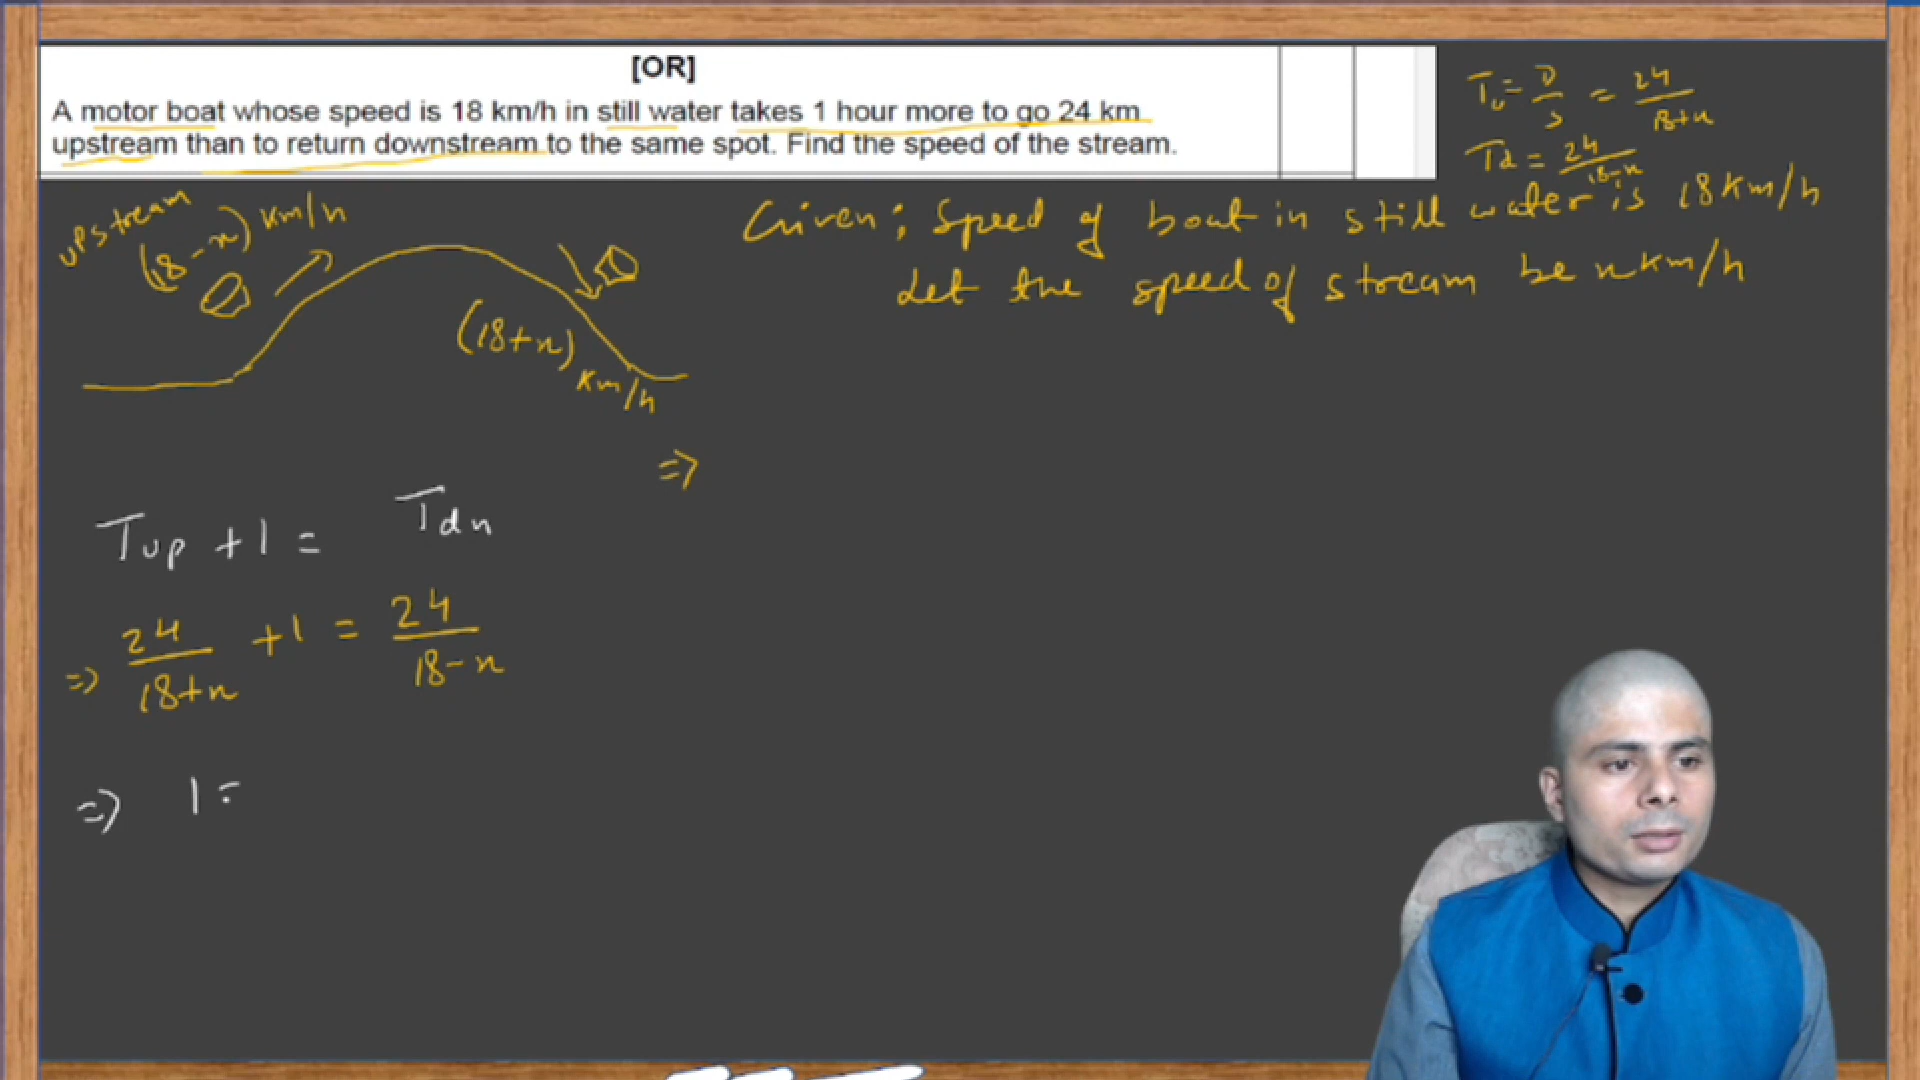 [OR]
A motor boat whose speed is 18 km/h in still water takes 1 hour more to go 24 km
upstream than to return downstream to the same spot. Find the speed of the stream.
Tu = D/S = 24/18+x
Td = 24/18-x
Given: Speed of boat in still water is 18 Km/h
Let the speed of stream be x km/h
upstream
(18-x) Km/h
(18+x)
Km/h
=>
Tup +1 = Tdn
=> 24/18+x +1 = 24/18-x
=> 1 =